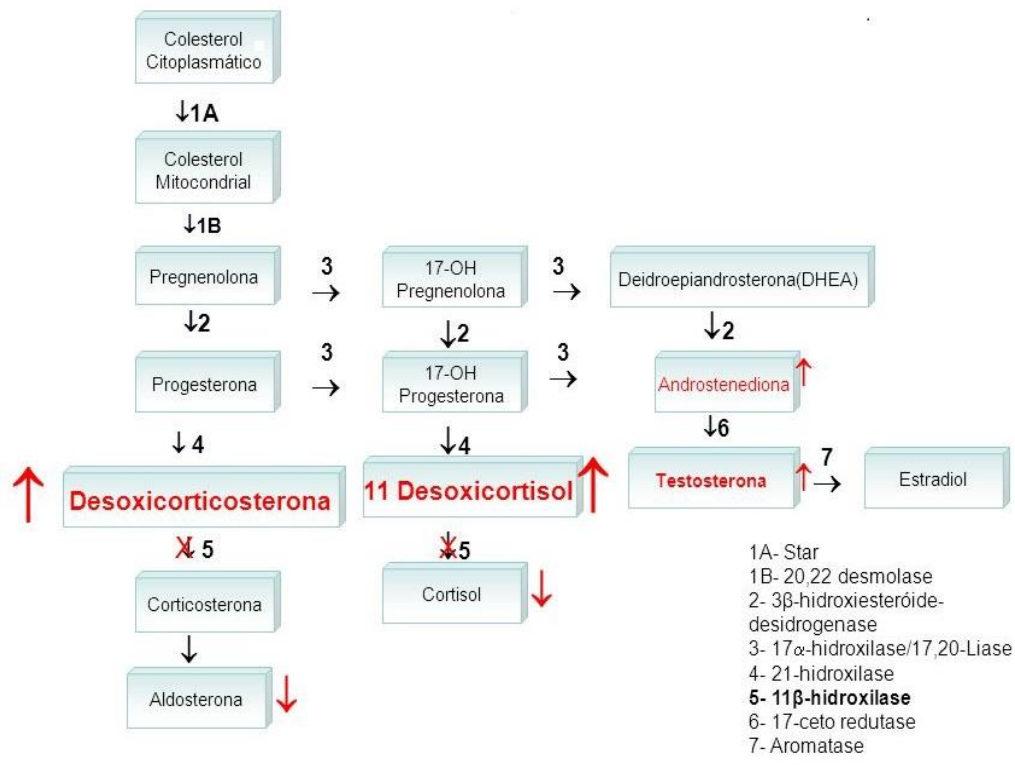 Colesterol
Citoplasmático
↓1A
Colesterol
Mitocondrial
↓1B
Pregnenolona
3
→
17-OH
Pregnenolona
3
→
Deidroepiandrosterona(DHEA)
↓2
↓2
↓2
Progesterona
3
→
17-OH
Progesterona
3
→
Androstenediona ↑
↓ 4
↓4
↓6
↑ Desoxicorticosterona
11 Desoxicortisol ↑
Testosterona ↑
7
→
Estradiol
X↓ 5
X↓5
Corticosterona
Cortisol ↓
↓
Aldosterona ↓
1A- Star
1B- 20,22 desmolase
2- 3β-hidroxiesteróide-
desidrogenase
3- 17α-hidroxilase/17,20-Liase
4- 21-hidroxilase
5- 11β-hidroxilase
6- 17-ceto redutase
7- Aromatase